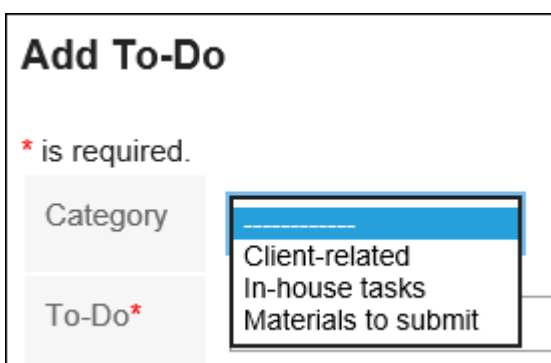 Add To-Do
* is required.
Category
------------
Client-related
In-house tasks
To-Do*
Materials to submit